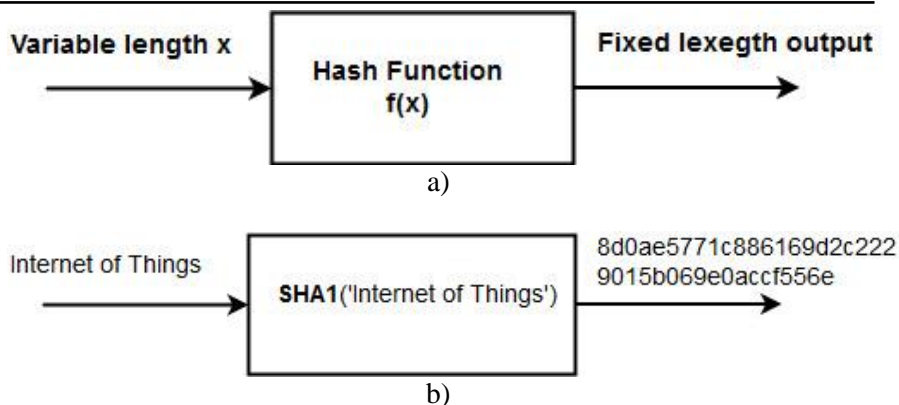 Variable length x
Hash Function
f(x)
Fixed lexegth output
a)
Internet of Things
SHA1('Internet of Things')
8d0ae5771c886169d2c222
9015b069e0accf556e
b)